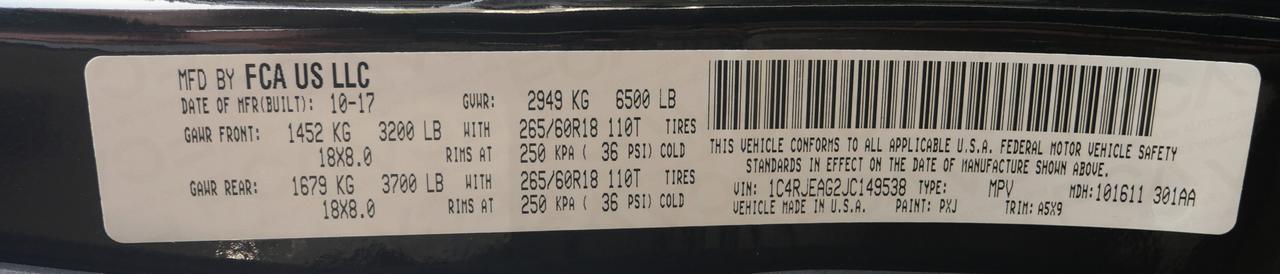 MFD BY FCA US LLC
DATE OF MFR(BUILT): 10-17 GVWR: 2949 KG 6500 LB
GAWR FRONT: 1452 KG 3200 LB WITH 265/60R18 110T TIRES
18X8.0 RIMS AT 250 KPA ( 36 PSI) COLD
GAWR REAR: 1679 KG 3700 LB WITH 265/60R18 110T TIRES
18X8.0 RIMS AT 250 KPA ( 36 PSI) COLD
THIS VEHICLE CONFORMS TO ALL APPLICABLE U.S.A. FEDERAL MOTOR VEHICLE SAFETY
STANDARDS IN EFFECT ON THE DATE OF MANUFACTURE SHOWN ABOVE.
VIN: 1C4RJEAG2JC149538 TYPE: MPV MDH:101611 301AA
VEHICLE MADE IN U.S.A. PAINT: PXJ TRIM: A5X9